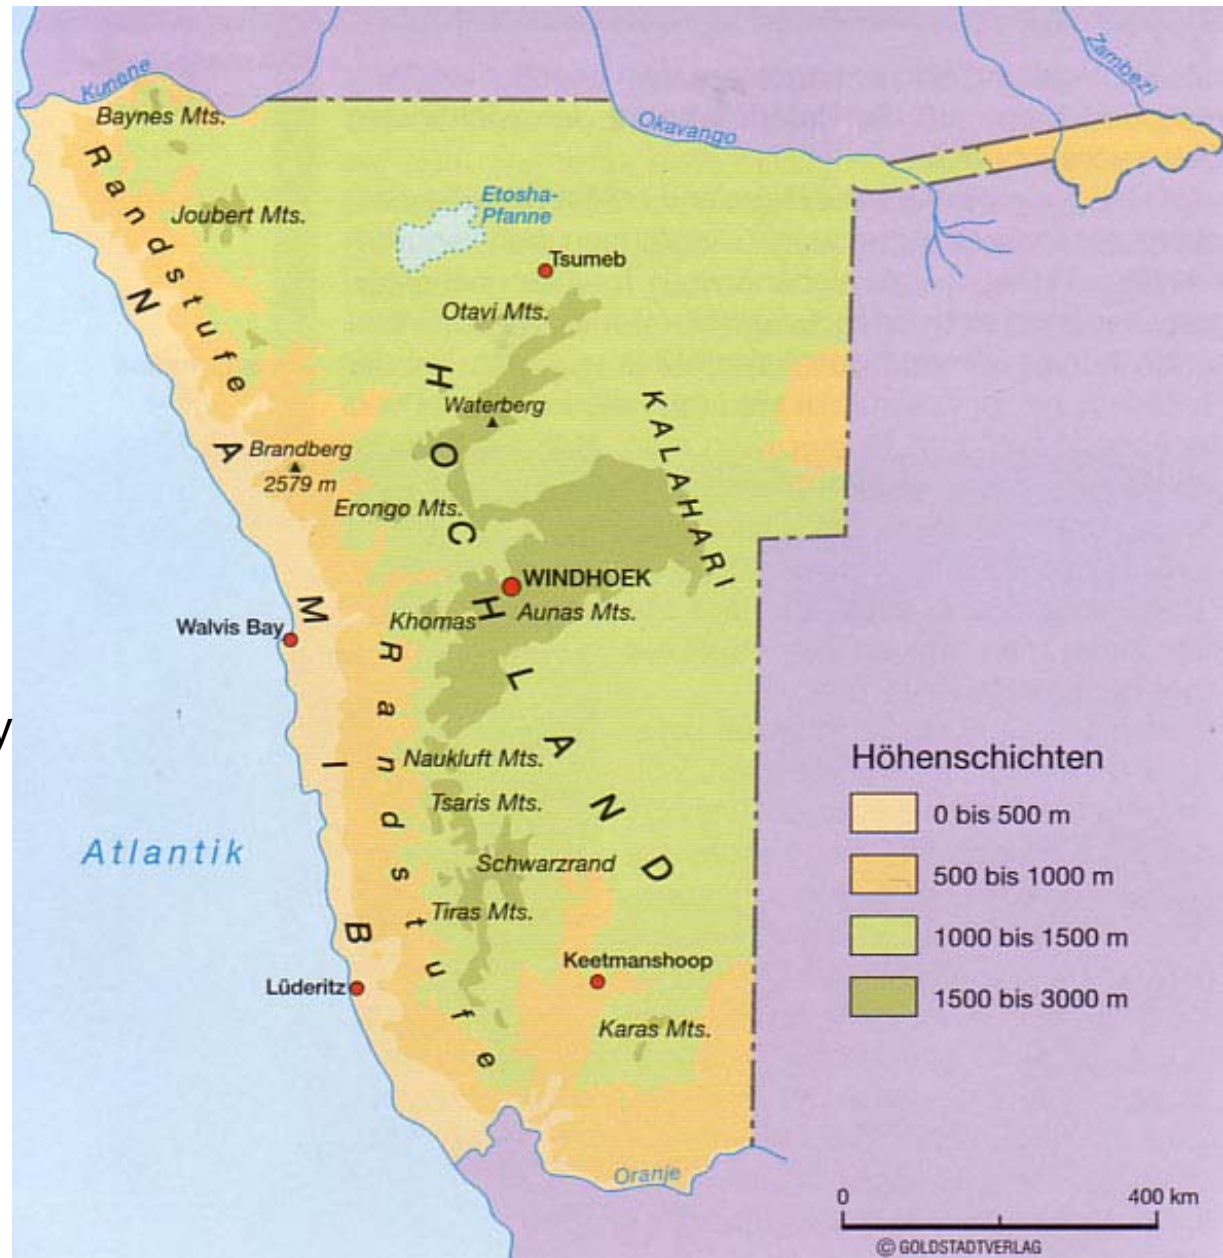 Kunene
Baynes Mts.
Zambezi
Okavango
Randstufe
Joubert Mts.
Etosha-
Pfanne
Tsumeb
Otavi Mts.
NAMIB
HOCHLAND
KALAHARI
Waterberg
Brandberg
2579 m
Erongo Mts.
WINDHOEK
Aunas Mts.
Khomas
Walvis Bay
Randstufe
y
Naukluft Mts.
Tsaris Mts.
Schwarzrand
Tiras Mts.
Atlantik
Lüderitz
Keetmanshoop
Karas Mts.
Oranje
Höhenschichten
0 bis 500 m
500 bis 1000 m
1000 bis 1500 m
1500 bis 3000 m
0 400 km
© GOLDSTADTVERLAG